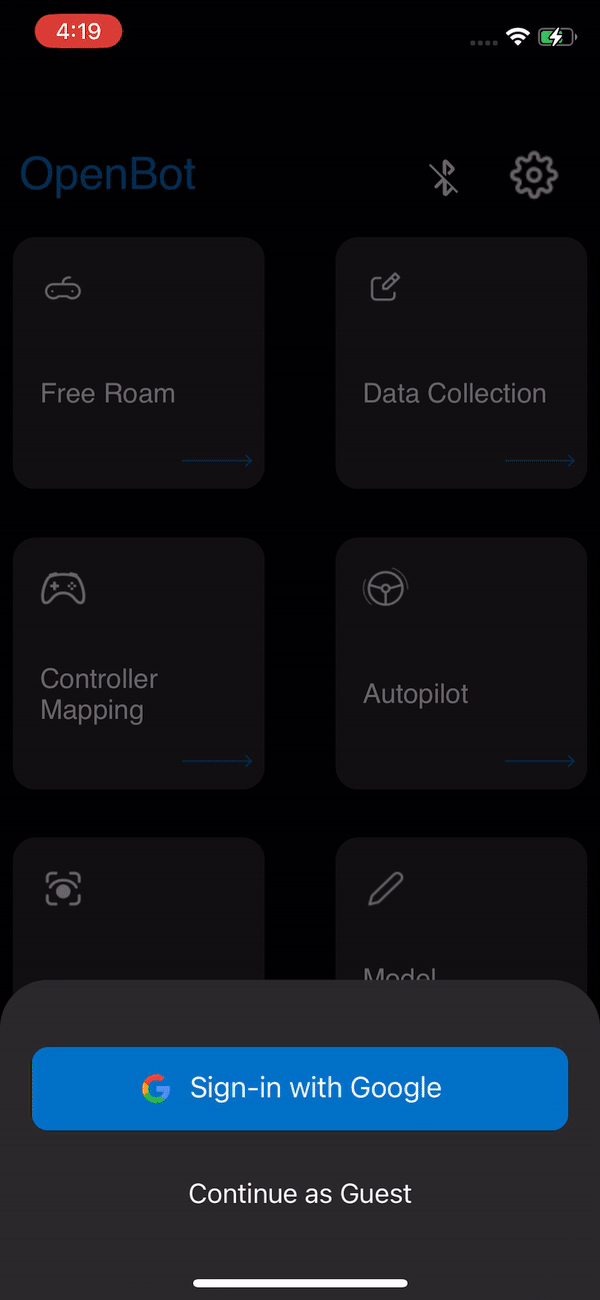 4:19
OpenBot
Free Roam
Data Collection
Controller
Mapping
Autopilot
Model
Sign-in with Google
Continue as Guest